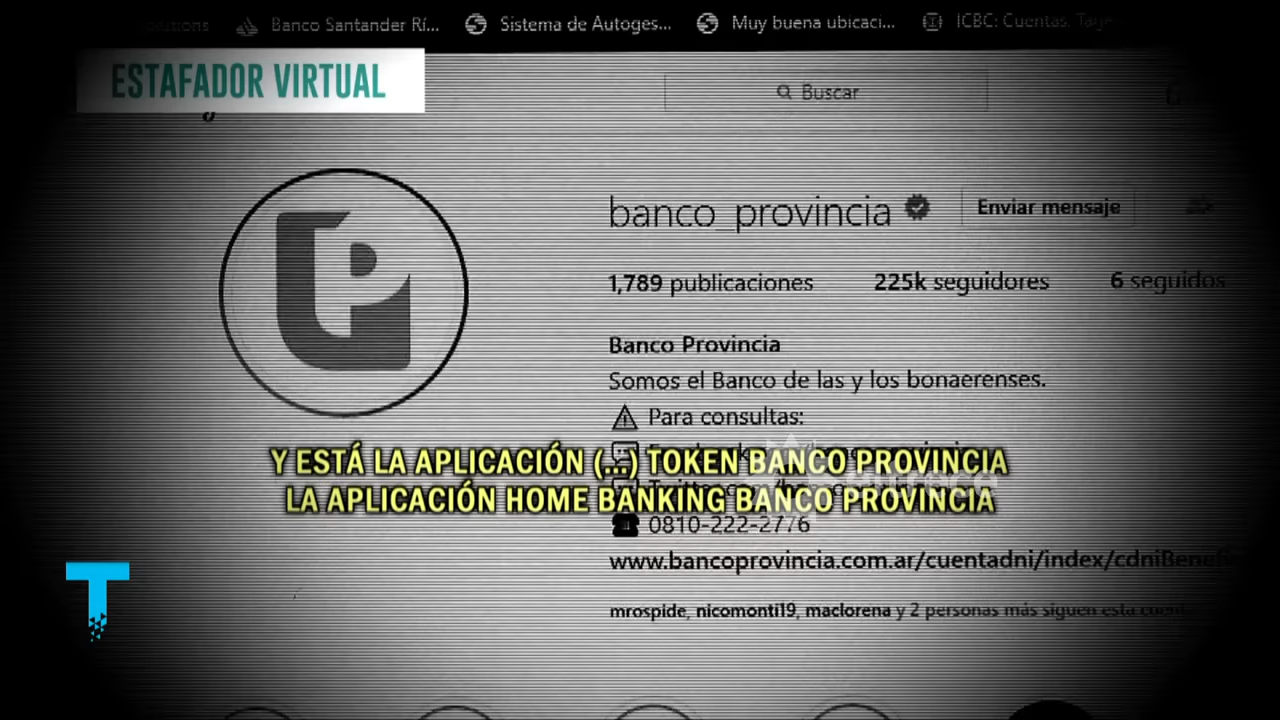 Banco Santander Rí...
Sistema de Autoges...
Muy buena ubicaci...
ICBC: Cuentas, Tarje
ESTAFADOR VIRTUAL
Buscar
banco_provincia
Enviar mensaje
1,789 publicaciones
225k seguidores
6 seguidos
Banco Provincia
Somos el Banco de las y los bonaerenses.
Para consultas:
Y ESTÁ LA APLICACIÓN (...) TOKEN BANCO PROVINCIA
LA APLICACIÓN HOME BANKING BANCO PROVINCIA
0810-222-2776
www.bancoprovincia.com.ar/cuentadni/index/cdniBenefi
mrospide, nicomonti19, maclorena y 2 personas más siguen esta cuenta
T